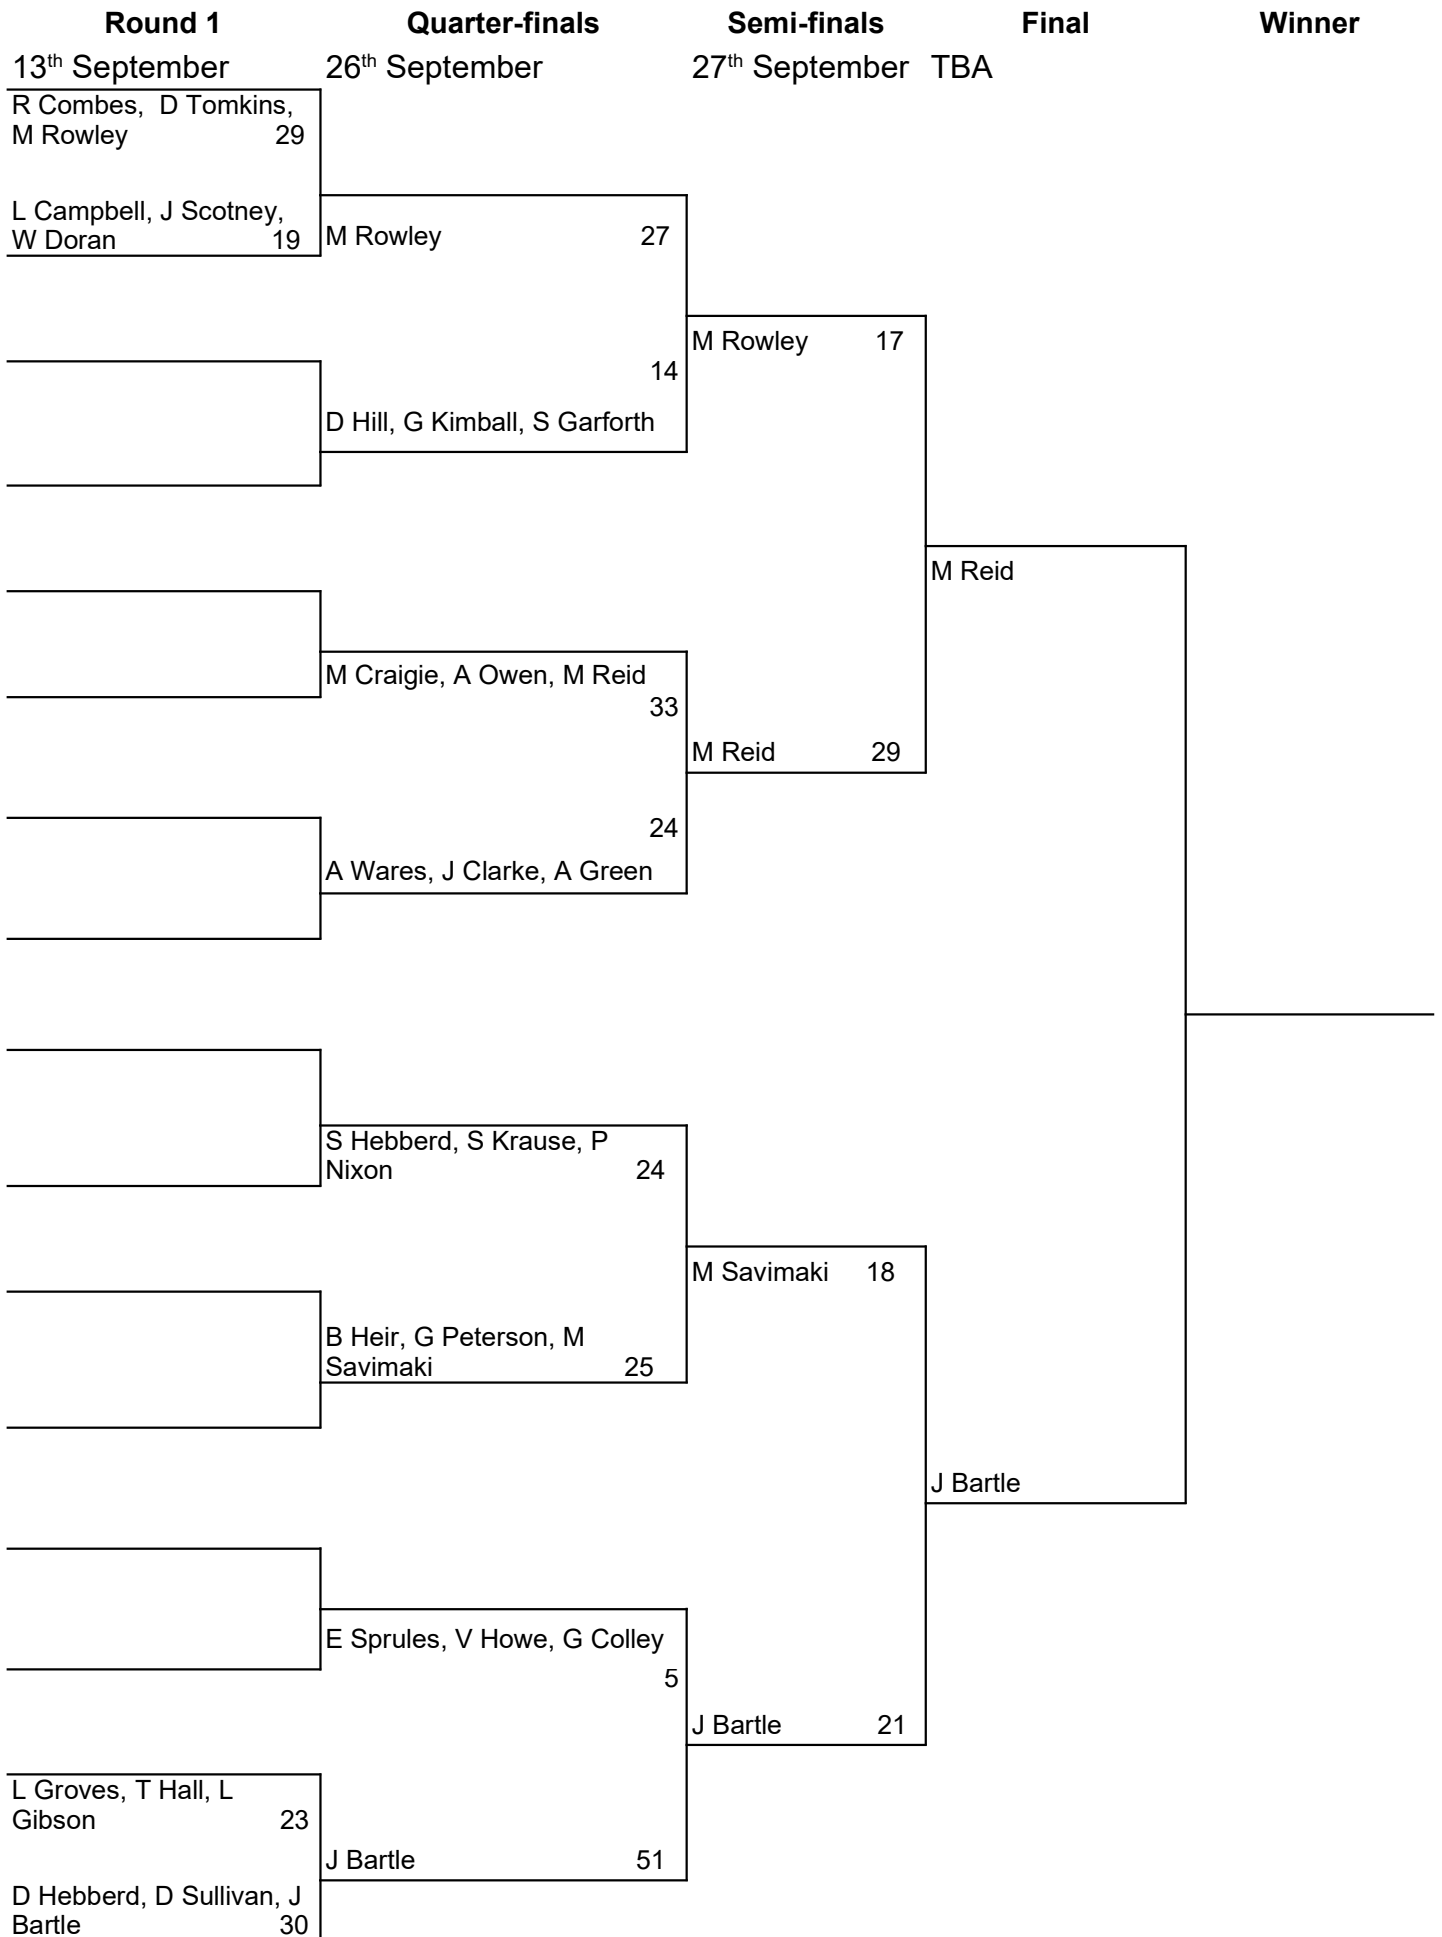 Round 1 Quarter-finals Semi-finals Final Winner
13th September 26th September 27th September TBA
R Combes, D Tomkins,
M Rowley 29
L Campbell, J Scotney,
W Doran 19
M Rowley 27
14
D Hill, G Kimball, S Garforth
M Rowley 17
M Reid
M Craigie, A Owen, M Reid
33
M Reid 29
24
A Wares, J Clarke, A Green
S Hebberd, S Krause, P
Nixon 24
M Savimaki 18
B Heir, G Peterson, M
Savimaki 25
J Bartle
E Sprules, V Howe, G Colley
5
J Bartle 21
L Groves, T Hall, L
Gibson 23
J Bartle 51
D Hebberd, D Sullivan, J
Bartle 30